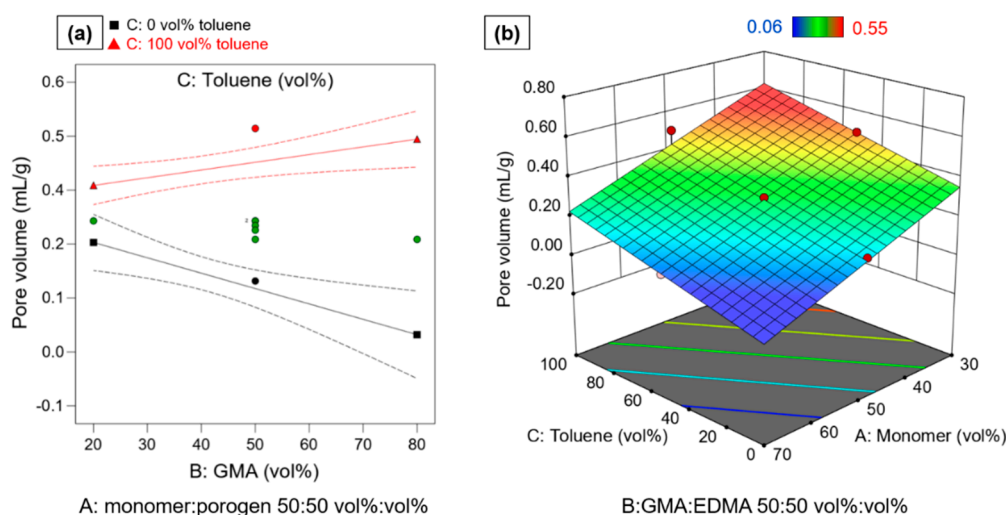 (a)
C: 0 vol% toluene
C: 100 vol% toluene
C: Toluene (vol%)
Pore volume (mL/g)
0.6
0.5
0.4
0.2
0.1
0.0
-0.1
20 30 40 50 60 70 80
B: GMA (vol%)
A: monomer:porogen 50:50 vol%:vol%
(b)
0.06 0.55
Pore volume (mL/g)
0.80
0.60
0.40
0.20
0.00
-0.20
100 80 60 40 20 0
C: Toluene (vol%)
30 40 50 60 70
A: Monomer (vol%)
B:GMA:EDMA 50:50 vol%:vol%